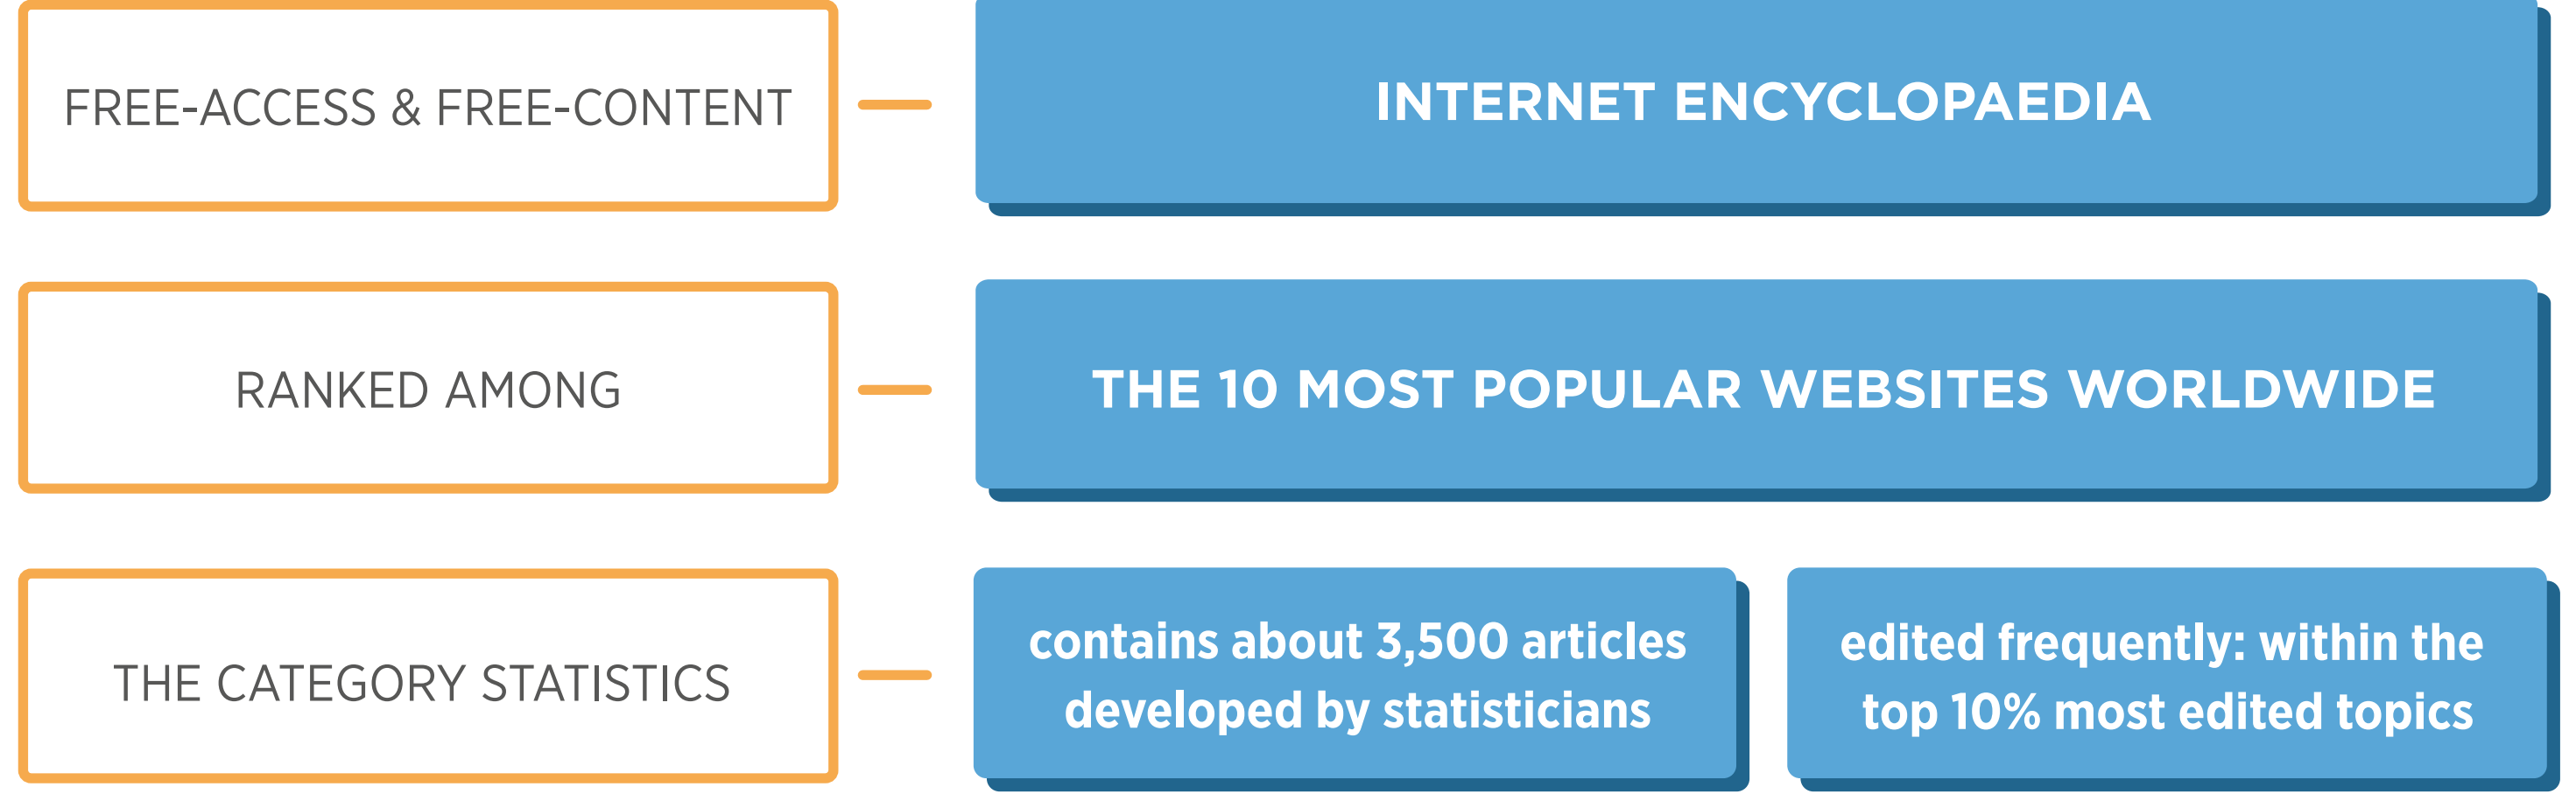 FREE-ACCESS & FREE-CONTENT
INTERNET ENCYCLOPAEDIA
RANKED AMONG
THE 10 MOST POPULAR WEBSITES WORLDWIDE
THE CATEGORY STATISTICS
contains about 3,500 articles
developed by statisticians
edited frequently: within the
top 10% most edited topics